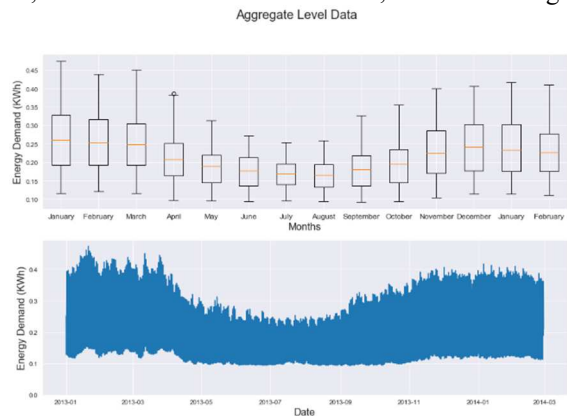 Aggregate Level Data
Energy Demand (KWh)
0.45
0.40
0.35
0.30
0.25
0.20
0.15
0.10
January February March April May June July August September October November December January February
Months
Energy Demand (KWh)
0.4
0.3
0.2
0.1
0.0
2013-01 2013-03 2013-05 2013-07 2013-09 2013-11 2014-01 2014-03
Date